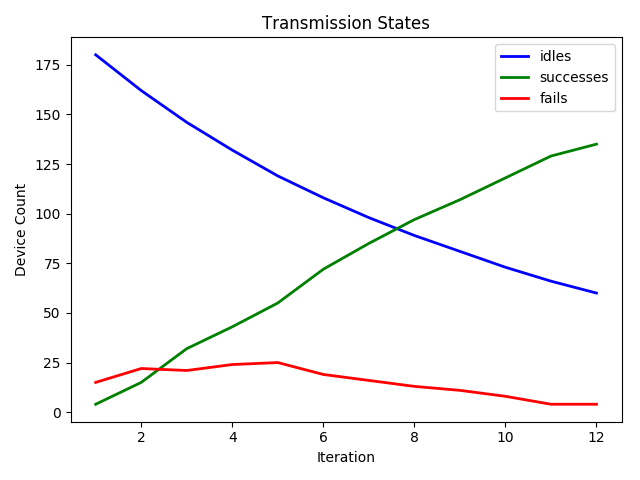 Transmission States
idles
successes
fails
Device Count
175
150
125
100
75
50
25
0
2 4 6 8 10 12
Iteration